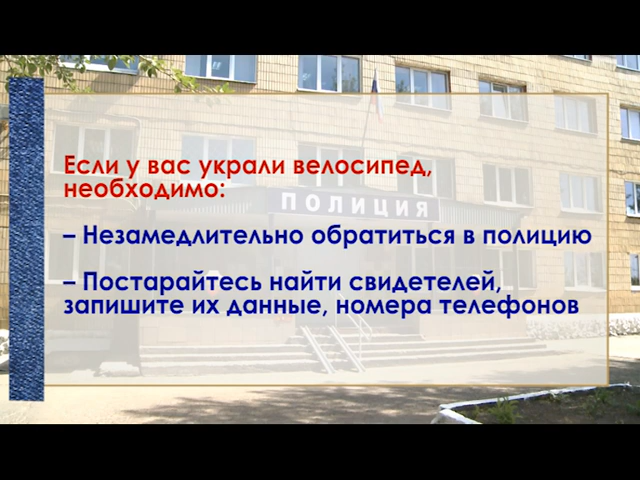 Если у вас украли велосипед,
необходимо:
ПОЛИЦИЯ
– Незамедлительно обратиться в полицию
– Постарайтесь найти свидетелей,
запишите их данные, номера телефонов